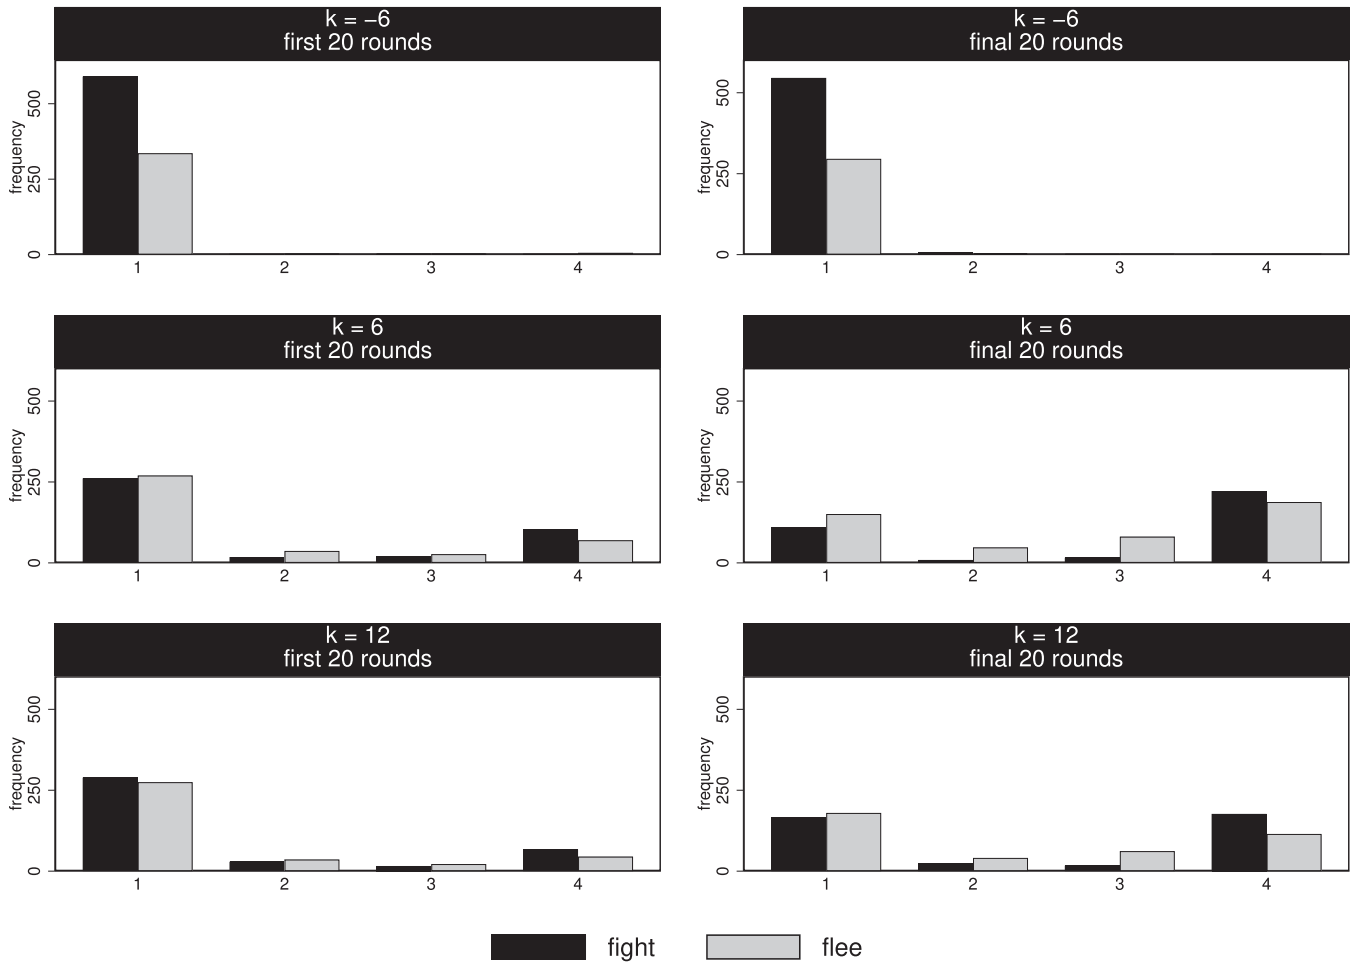 k = −6
first 20 rounds
frequency
0
250
500
1 2 3 4
k = −6
final 20 rounds
frequency
0
250
500
1 2 3 4
k = 6
first 20 rounds
frequency
0
250
500
1 2 3 4
k = 6
final 20 rounds
frequency
0
250
500
1 2 3 4
k = 12
first 20 rounds
frequency
0
250
500
1 2 3 4
k = 12
final 20 rounds
frequency
0
250
500
1 2 3 4
fight flee